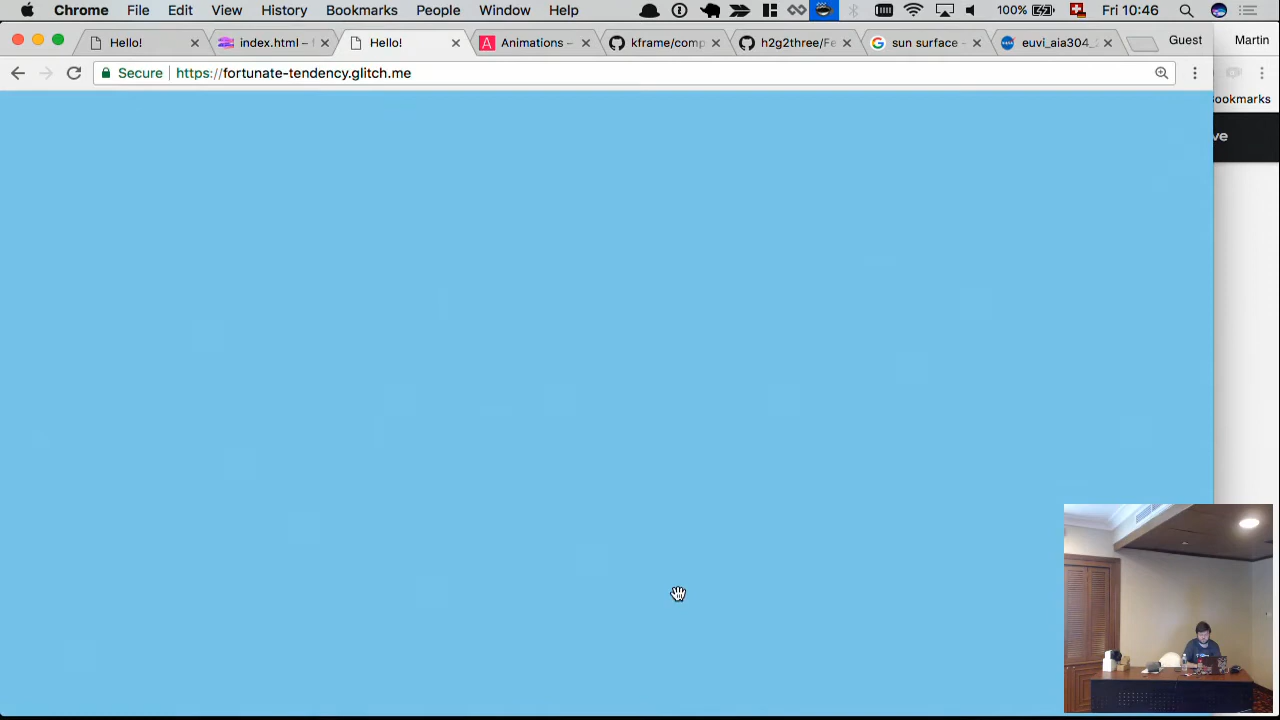 Chrome File Edit View History Bookmarks People Window Help 100% Fri 10:46
Hello! index.html – Hello! Animations – kframe/comp h2g2three/Fe sun surface – euvi_aia304_ Guest Martin
Secure https://fortunate-tendency.glitch.me
ookmarks
ve